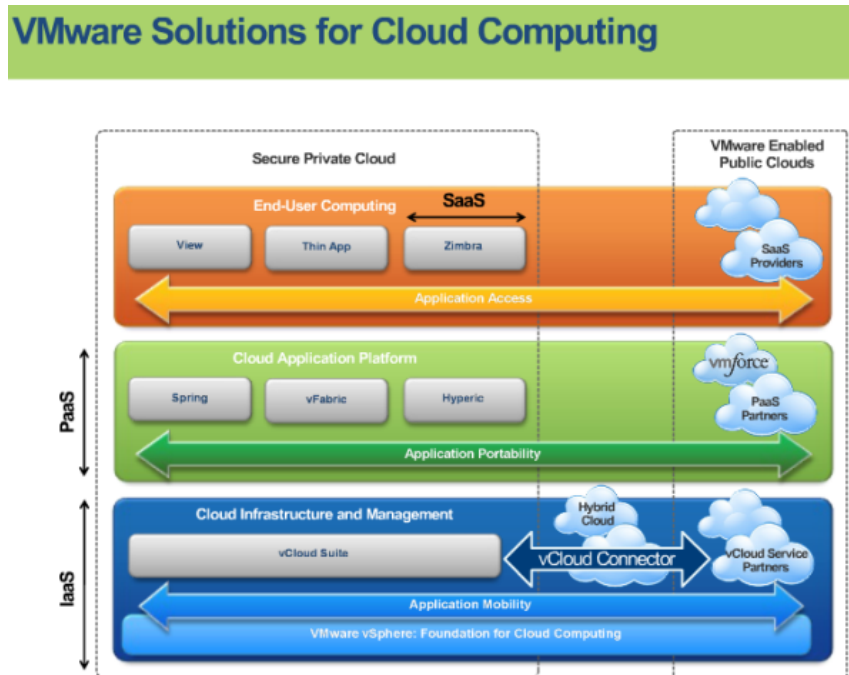 VMware Solutions for Cloud Computing
Secure Private Cloud
VMware Enabled
Public Clouds
End-User Computing
SaaS
View
Thin App
Zimbra
SaaS
Providers
Application Access
PaaS
Cloud Application Platform
Spring
vFabric
Hyperic
vmforce
PaaS
Partners
Application Portability
IaaS
Cloud Infrastructure and Management
vCloud Suite
Hybrid
Cloud
vCloud Connector
vCloud Service
Partners
Application Mobility
VMware vSphere: Foundation for Cloud Computing